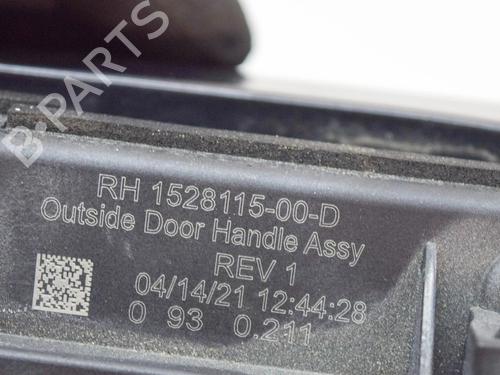 B-PARTS
RH 1528115-00-D
Outside Door Handle Assy
REV 1
04/14/21 12:44:28
0 93 0.211